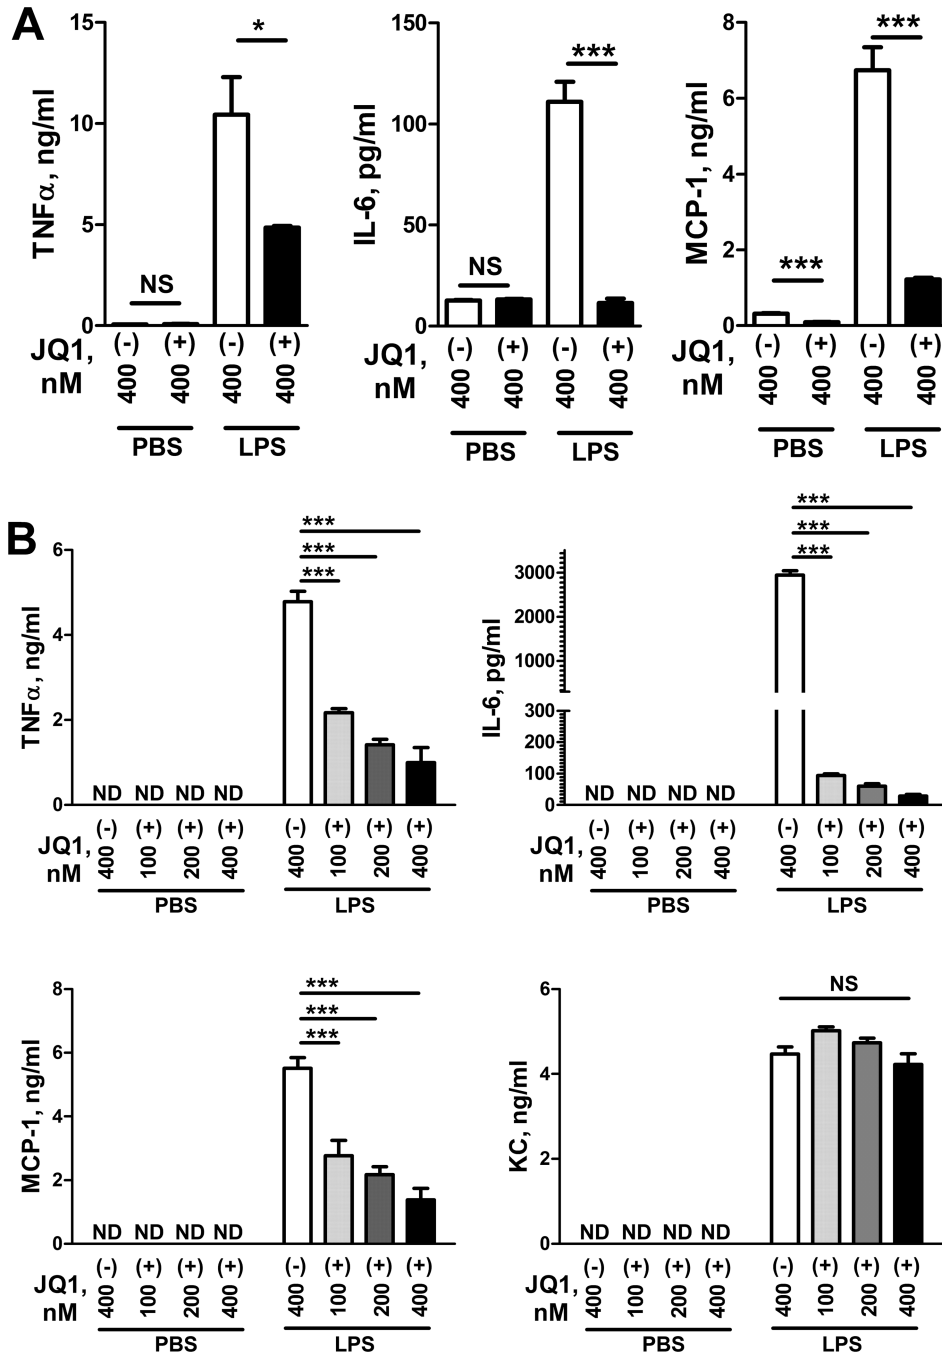 A
TNFα, ng/ml
15
10
5
0
*
NS
JQ1, nM
(-) (+) (-) (+)
400 400 400 400
PBS LPS
IL-6, pg/ml
150
100
50
0
***
NS
JQ1, nM
(-) (+) (-) (+)
400 400 400 400
PBS LPS
MCP-1, ng/ml
8
6
4
2
0
***
***
JQ1, nM
(-) (+) (-) (+)
400 400 400 400
PBS LPS
B
TNFα, ng/ml
6
4
2
0
***
***
***
ND ND ND ND
JQ1, nM
(-) (+) (+) (+) (-) (+) (+) (+)
400 100 200 400 400 100 200 400
PBS LPS
IL-6, pg/ml
3000
2000
1000
300
200
100
0
***
***
***
ND ND ND ND
JQ1, nM
(-) (+) (+) (+) (-) (+) (+) (+)
400 100 200 400 400 100 200 400
PBS LPS
MCP-1, ng/ml
8
6
4
2
0
***
***
***
ND ND ND ND
JQ1, nM
(-) (+) (+) (+) (-) (+) (+) (+)
400 100 200 400 400 100 200 400
PBS LPS
KC, ng/ml
6
4
2
0
NS
ND ND ND ND
JQ1, nM
(-) (+) (+) (+) (-) (+) (+) (+)
400 100 200 400 400 100 200 400
PBS LPS